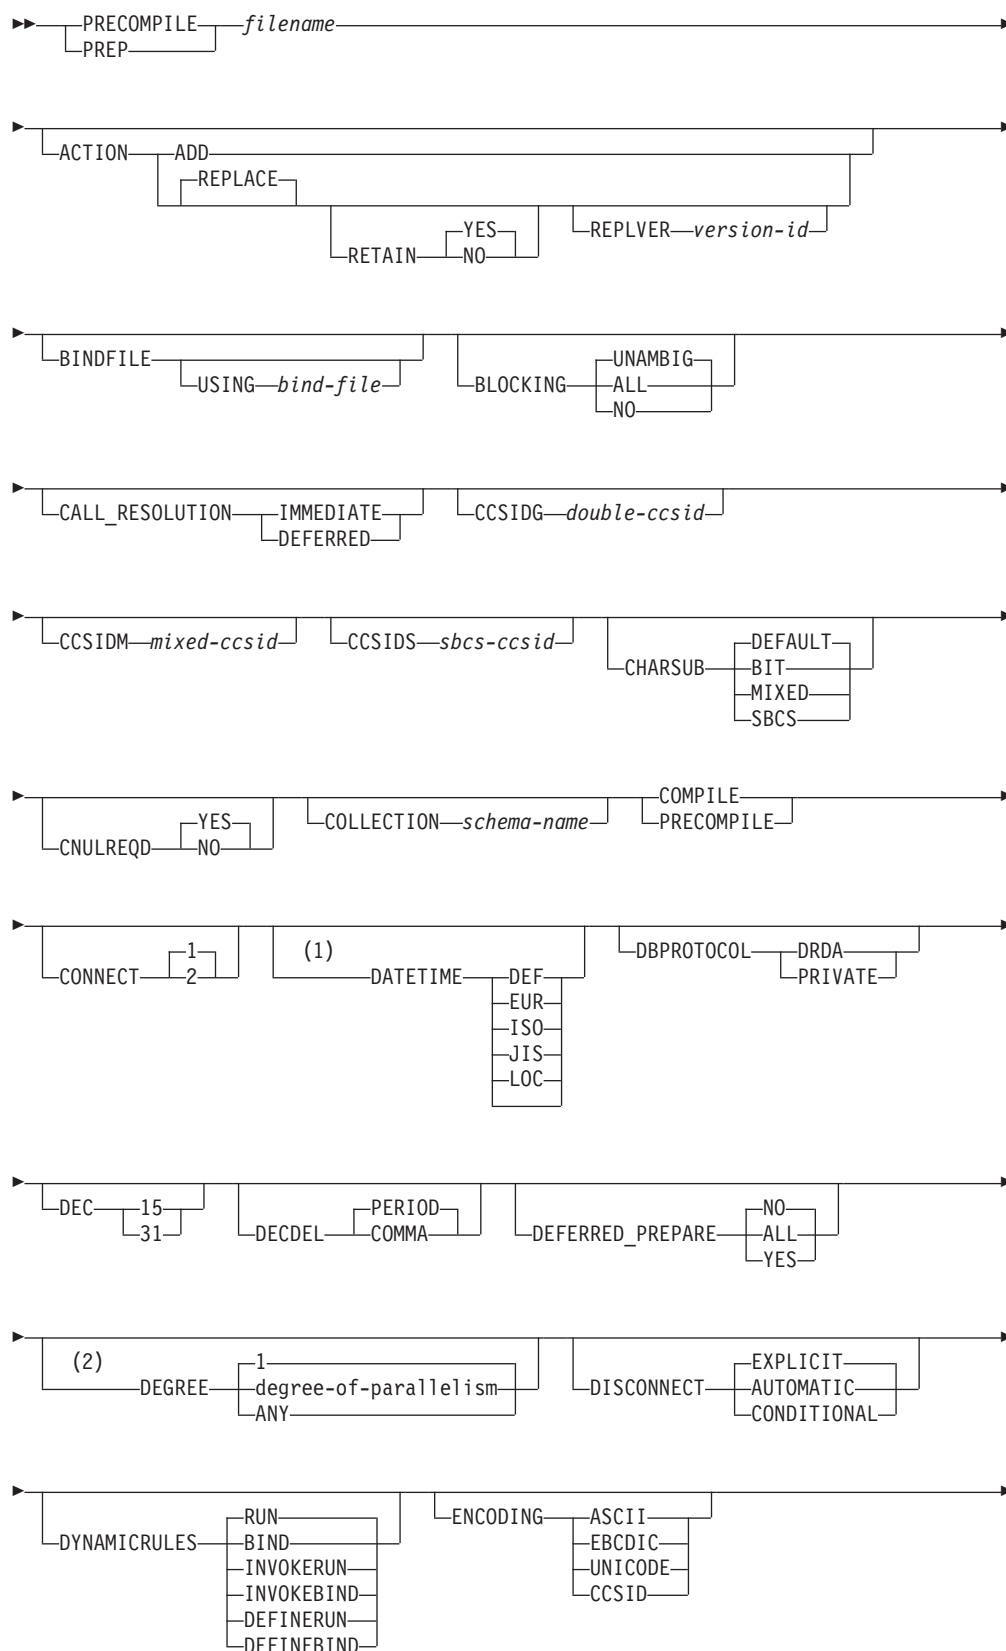 PRECOMPILE filename
PREP
ACTION ADD
REPLACE
YES REPLVER version-id
RETAIN NO
BINDFILE UNAMBIG
USING bind-file BLOCKING ALL
NO
CALL_RESOLUTION IMMEDIATE CCSIDG double-ccsid
DEFERRED
CCSIDM mixed-ccsid CCSIDS sbcs-ccsid DEFAULT
CHARSUB BIT
MIXED
SBCS
YES COLLECTION schema-name COMPILE
CNULREQD NO PRECOMPILE
1 (1) DBPROTOCOL DRDA
CONNECT 2 DATETIME DEF PRIVATE
EUR
ISO
JIS
LOC
DEC 15 PERIOD NO
31 DECDEL COMMA DEFERRED_PREPARE ALL
YES
(2) 1 EXPLICIT
DEGREE degree-of-parallelism DISCONNECT AUTOMATIC
ANY CONDITIONAL
RUN ENCODING ASCII
DYNAMICRULES BIND EBCDIC
INVOKERUN UNICODE
INVOKEBIND CCSID
DEFINERUN
DEFINEBIND